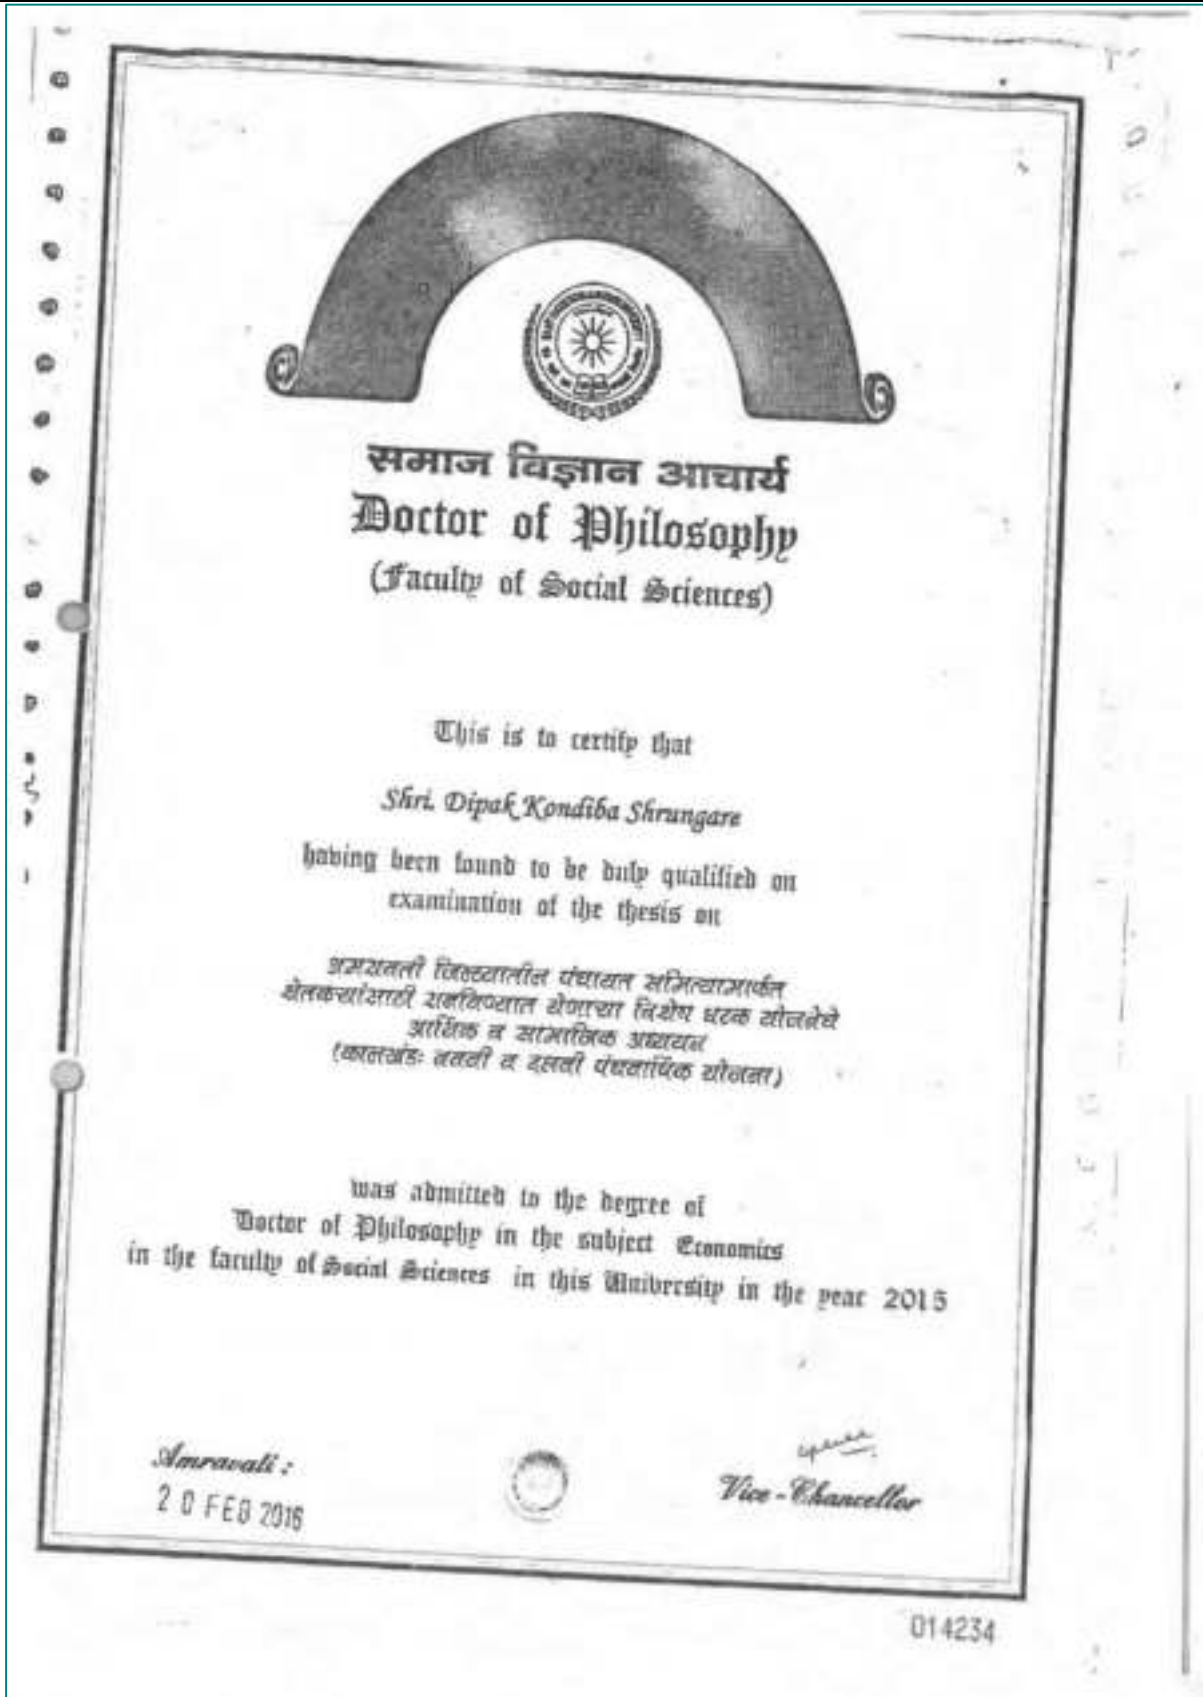 समाज विज्ञान आचार्य
Doctor of Philosophy
(Faculty of Social Sciences)
This is to certify that
Shri. Dipak Kondiba Shrungare
having been found to be duly qualified on
examination of the thesis on
अमरावती जिल्ह्यातील पंचायत समित्यामार्फत
शेतकऱ्यांसाठी राबविण्यात येणाऱ्या विशेष घटक योजनेचे
आर्थिक व सामाजिक अध्ययन
(कालखंडः नववी व दसवी पंचवार्षिक योजना)
was admitted to the degree of
Doctor of Philosophy in the subject Economics
in the faculty of Social Sciences in this University in the year 2015
Amravati :
20 FEB 2016
Vice-Chancellor
014234